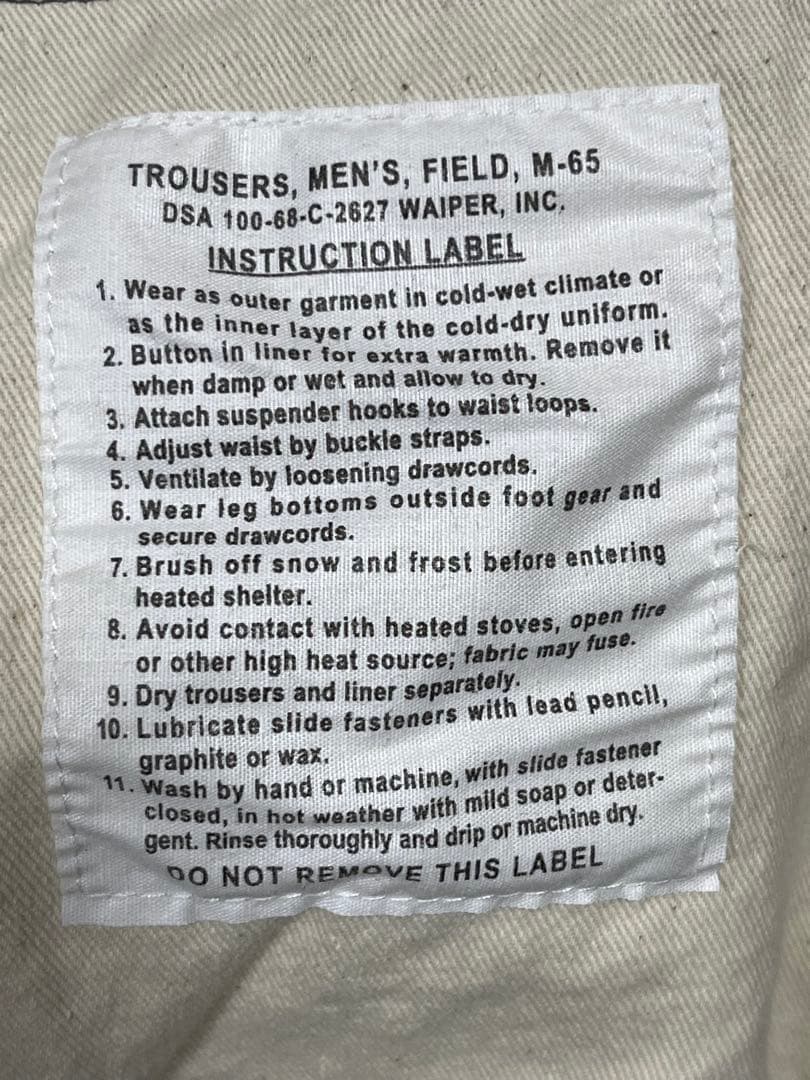 TROUSERS, MEN'S, FIELD, M-65
DSA 100-68-C-2627 WAIPER, INC.
INSTRUCTION LABEL
1. Wear as outer garment in cold-wet climate or
as the inner layer of the cold-dry uniform.
2. Button in liner for extra warmth. Remove it
when damp or wet and allow to dry.
3. Attach suspender hooks to waist loops.
4. Adjust waist by buckle straps.
5. Ventilate by loosening drawcords.
6. Wear leg bottoms outside foot gear and
secure drawcords.
7. Brush off snow and frost before entering
heated shelter.
8. Avoid contact with heated stoves, open fire
or other high heat source; fabric may fuse.
9. Dry trousers and liner separately.
10. Lubricate slide fasteners with lead pencil,
graphite or wax.
11. Wash by hand or machine, with slide fastener
closed, in hot weather with mild soap or deter-
gent. Rinse thoroughly and drip or machine dry.
DO NOT REMOVE THIS LABEL